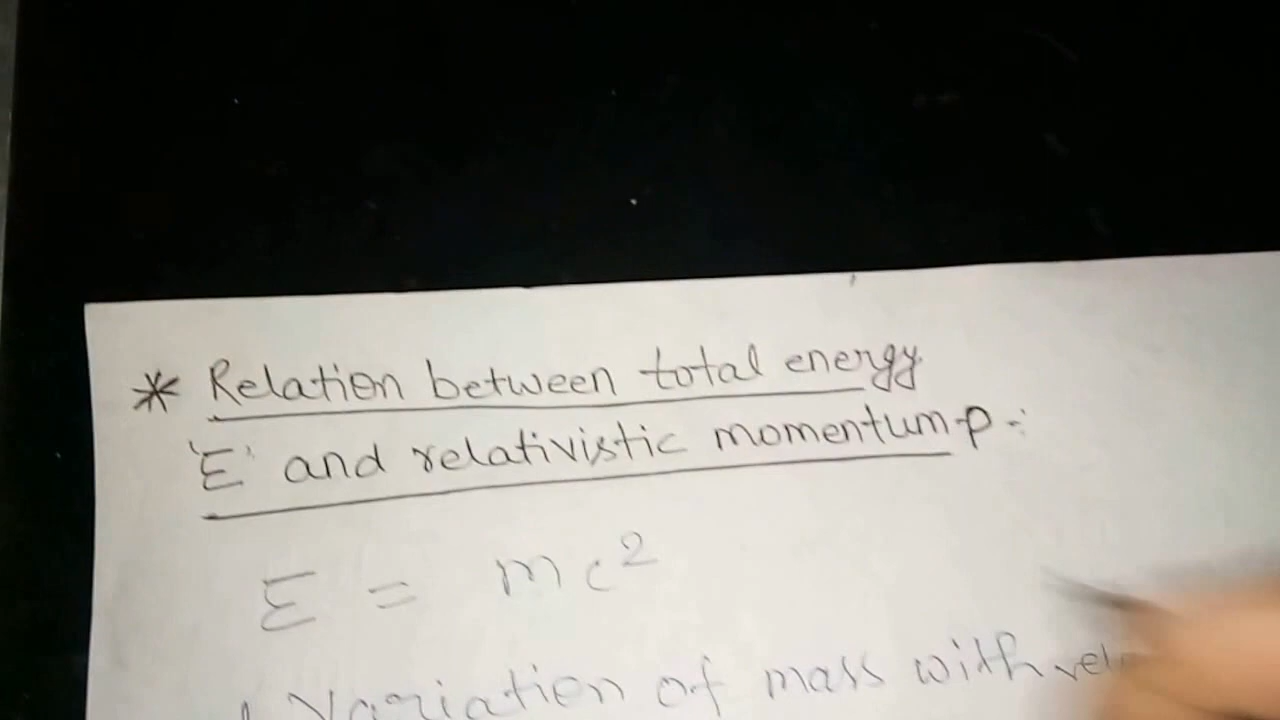 * Relation between total energy
'E' and relativistic momentum p :
E = mc²
Variation of mass with